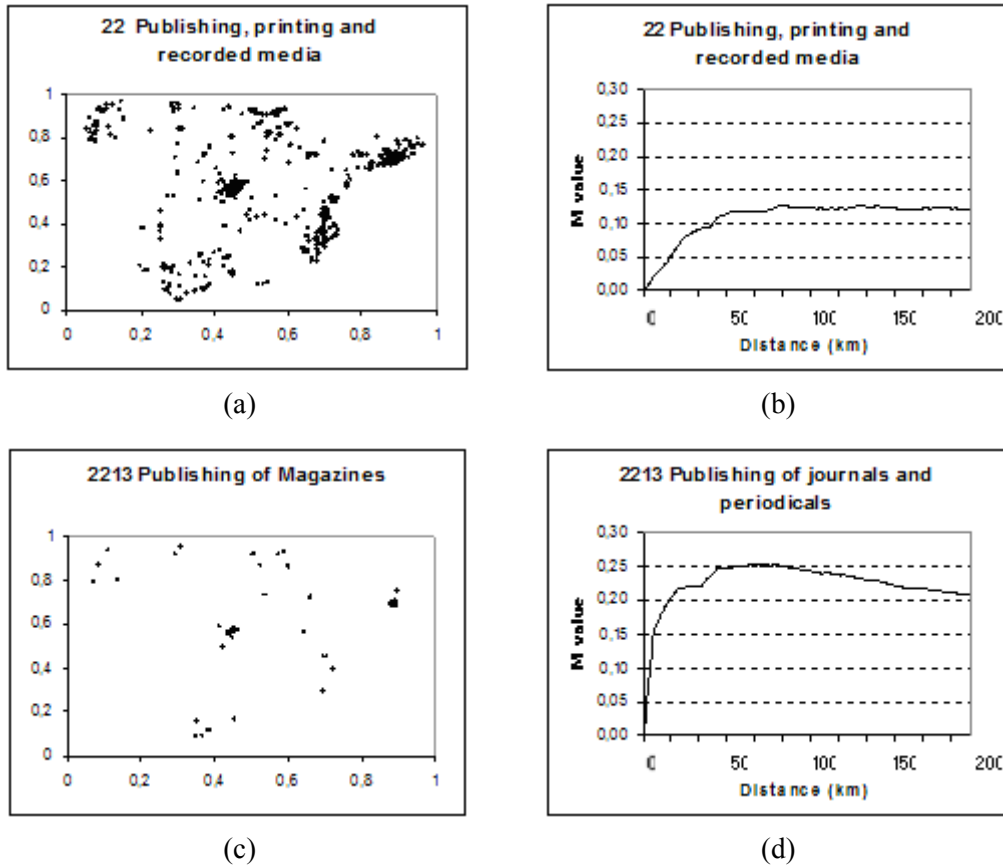 22 Publishing, printing and
recorded media
1
0,8
0,6
0,4
0,2
0
0 0,2 0,4 0,6 0,8 1
(a)
22 Publishing, printing and
recorded media
M value
0,30
0,25
0,20
0,15
0,10
0,05
0,00
0 50 100 150 200
Distance (km)
(b)
2213 Publishing of Magazines
1
0,8
0,6
0,4
0,2
0
0 0,2 0,4 0,6 0,8 1
(c)
2213 Publishing of journals and
periodicals
M value
0,30
0,25
0,20
0,15
0,10
0,05
0,00
0 50 100 150 200
Distance (km)
(d)